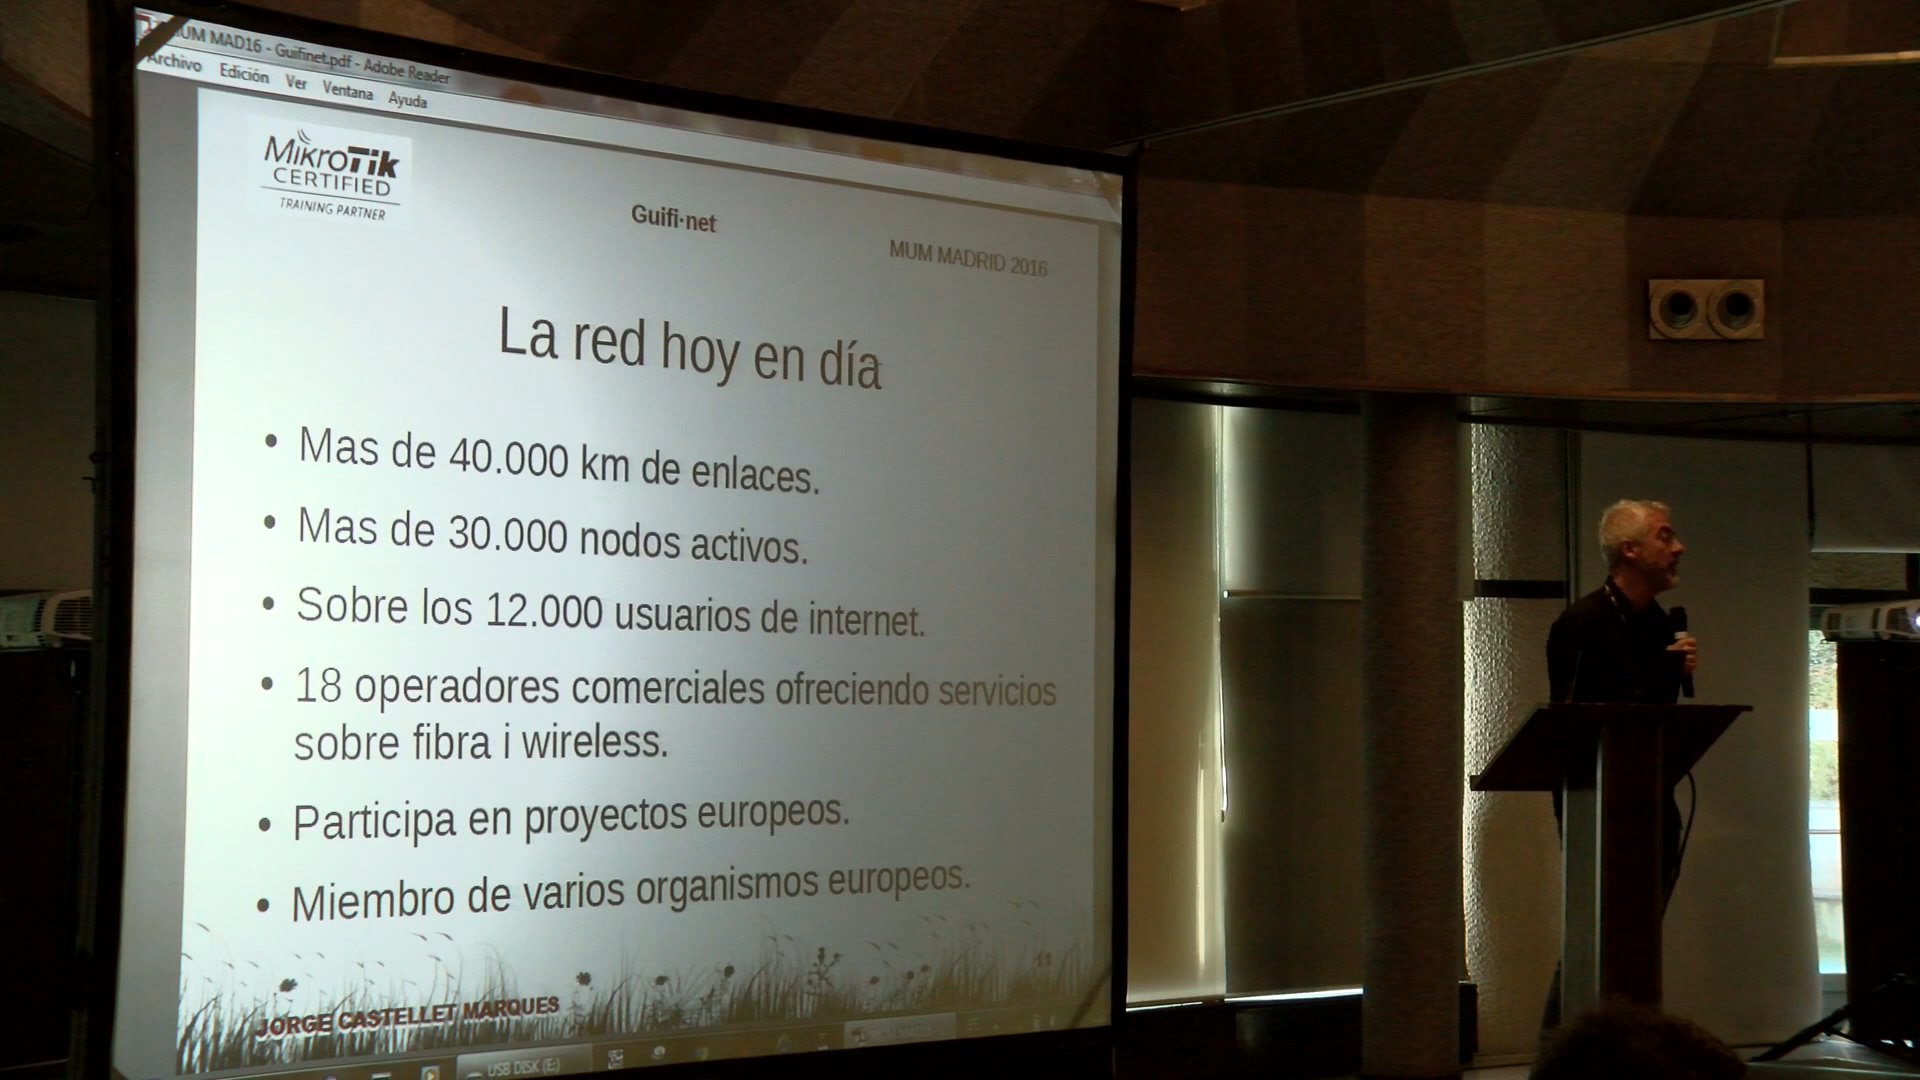 MUM MAD16 - Guifinet.pdf - Adobe Reader
Archivo Edición Ver Ventana Ayuda
MikroTik
CERTIFIED
TRAINING PARTNER
Guifi·net
MUM MADRID 2016
La red hoy en día
• Mas de 40.000 km de enlaces.
• Mas de 30.000 nodos activos.
• Sobre los 12.000 usuarios de internet.
• 18 operadores comerciales ofreciendo servicios
sobre fibra i wireless.
• Participa en proyectos europeos.
• Miembro de varios organismos europeos.
11
JORGE CASTELLET MARQUES
USB DISK (E:)